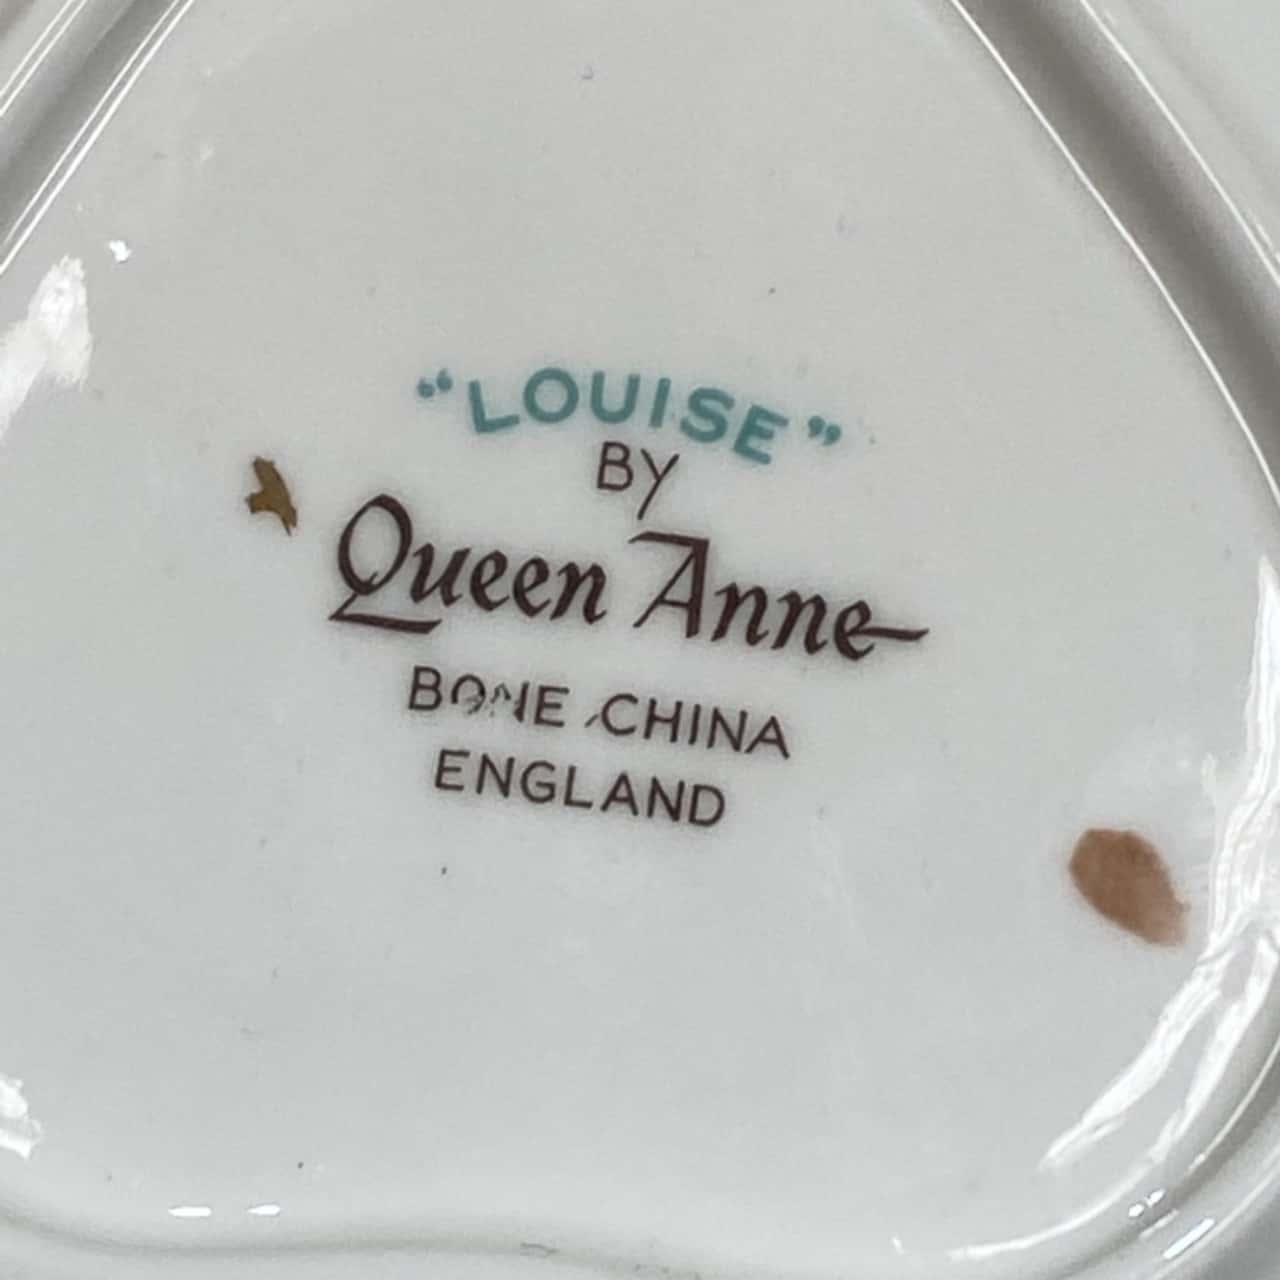 “LOUISE”
BY
Queen Anne
BONE CHINA
ENGLAND